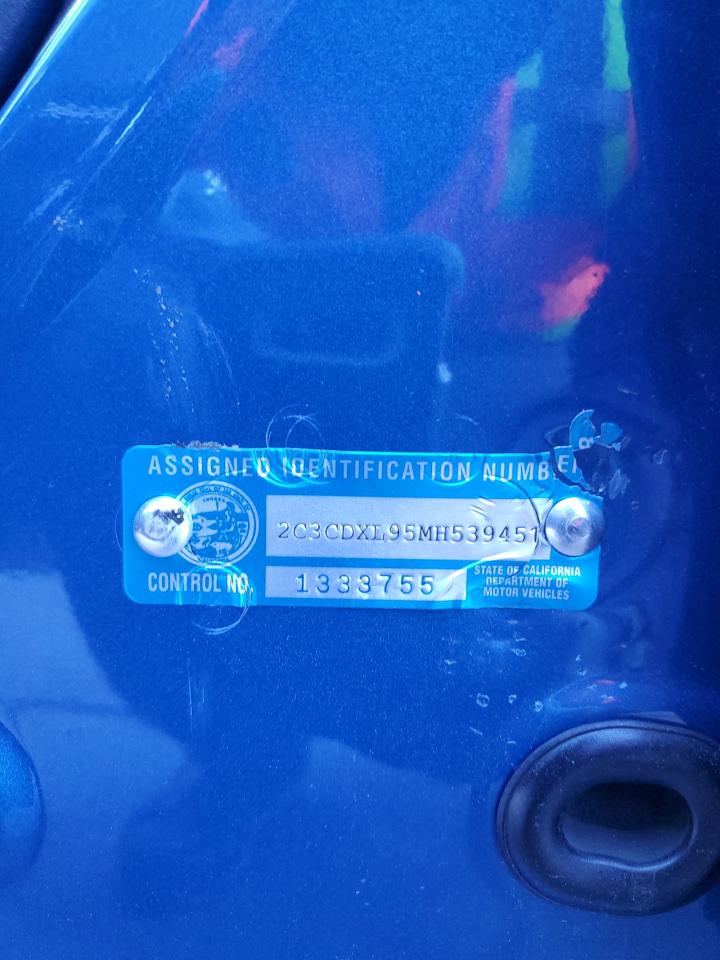 ASSIGNED IDENTIFICATION NUMBER
2C3CDXL95MH539451
CONTROL NO.
1333755
STATE OF CALIFORNIA
DEPARTMENT OF
MOTOR VEHICLES